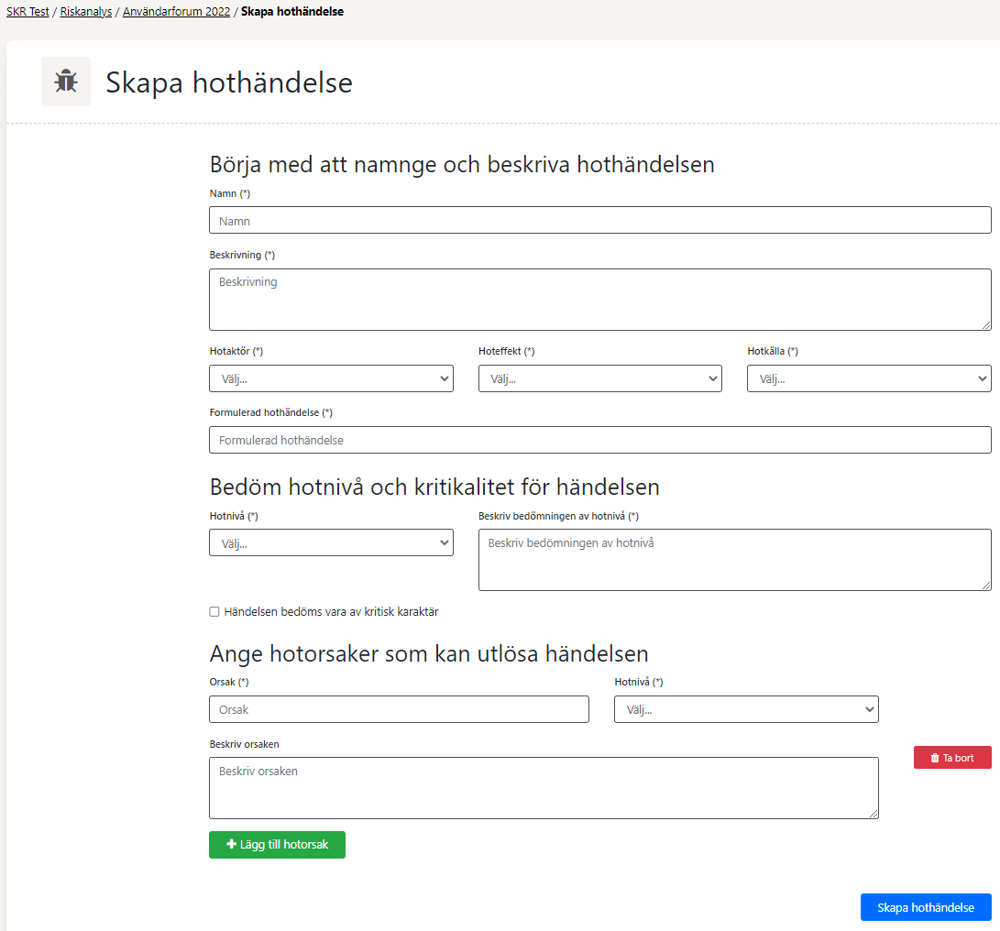 SKR Test / Riskanalys / Användarforum 2022 / Skapa hothändelse
Skapa hothändelse
Börja med att namnge och beskriva hothändelsen
Namn (*)
Namn
Beskrivning (*)
Beskrivning
Hotaktör (*) Hoteffekt (*) Hotkälla (*)
Välj... Välj... Välj...
Formulerad hothändelse (*)
Formulerad hothändelse
Bedöm hotnivå och kritikalitet för händelsen
Hotnivå (*) Beskriv bedömningen av hotnivå (*)
Välj... Beskriv bedömningen av hotnivå
Händelsen bedöms vara av kritisk karaktär
Ange hotorsaker som kan utlösa händelsen
Orsak (*) Hotnivå (*)
Orsak Välj...
Beskriv orsaken
Ta bort
Beskriv orsaken
Lägg till hotorsak
Skapa hothändelse